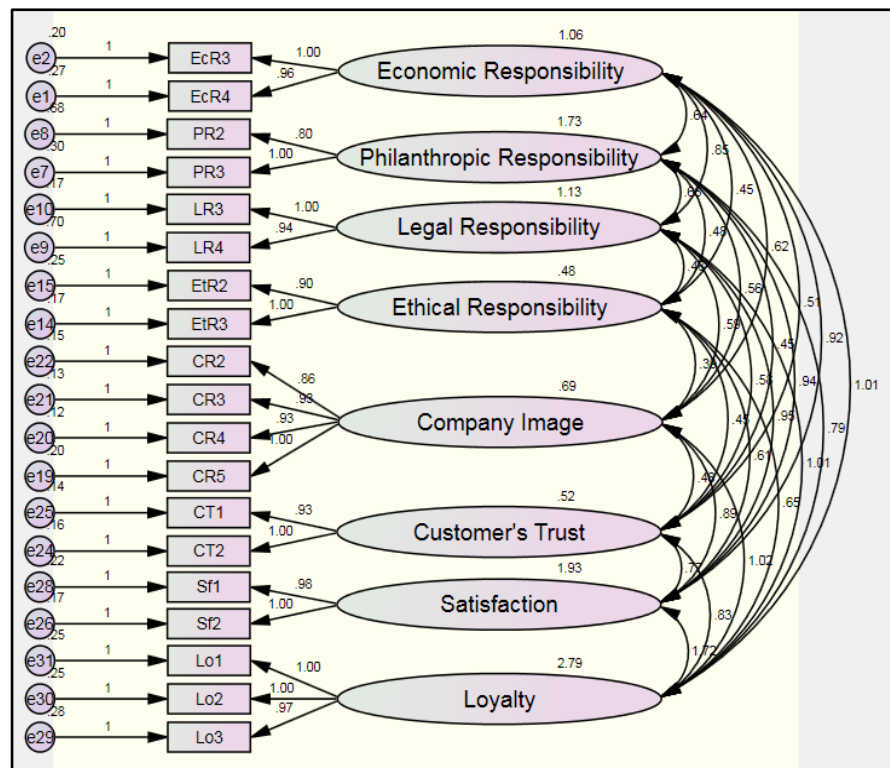 .20
e2 1 EcR3 1.00 Economic Responsibility 1.06
.27
e1 1 EcR4 .96
.68
e8 1 PR2 .80 Philanthropic Responsibility 1.73
.30
e7 1 PR3 1.00
.17
e10 1 LR3 1.00 Legal Responsibility 1.13
.70
e9 1 LR4 .94
.25
e15 1 EtR2 .90 Ethical Responsibility .48
.17
e14 1 EtR3 1.00
.15
e22 1 CR2 .86
.13
e21 1 CR3 .93 Company Image .69
.12
e20 1 CR4 .93
.20
e19 1 CR5 1.00
.14
e25 1 CT1 .93 Customer's Trust .52
.16
e24 1 CT2 1.00
.22
e28 1 Sf1 .98 Satisfaction 1.93
.17
e26 1 Sf2 1.00
.25
e31 1 Lo1 1.00
.25
e30 1 Lo2 1.00 Loyalty 2.79
.28
e29 1 Lo3 .97
.64
.85
.45
.48
.62
.56
.59
.51
.45
.92
.94
1.01
.45
.95
.79
.61
1.01
.65
.89
1.02
.77
.83
1.72